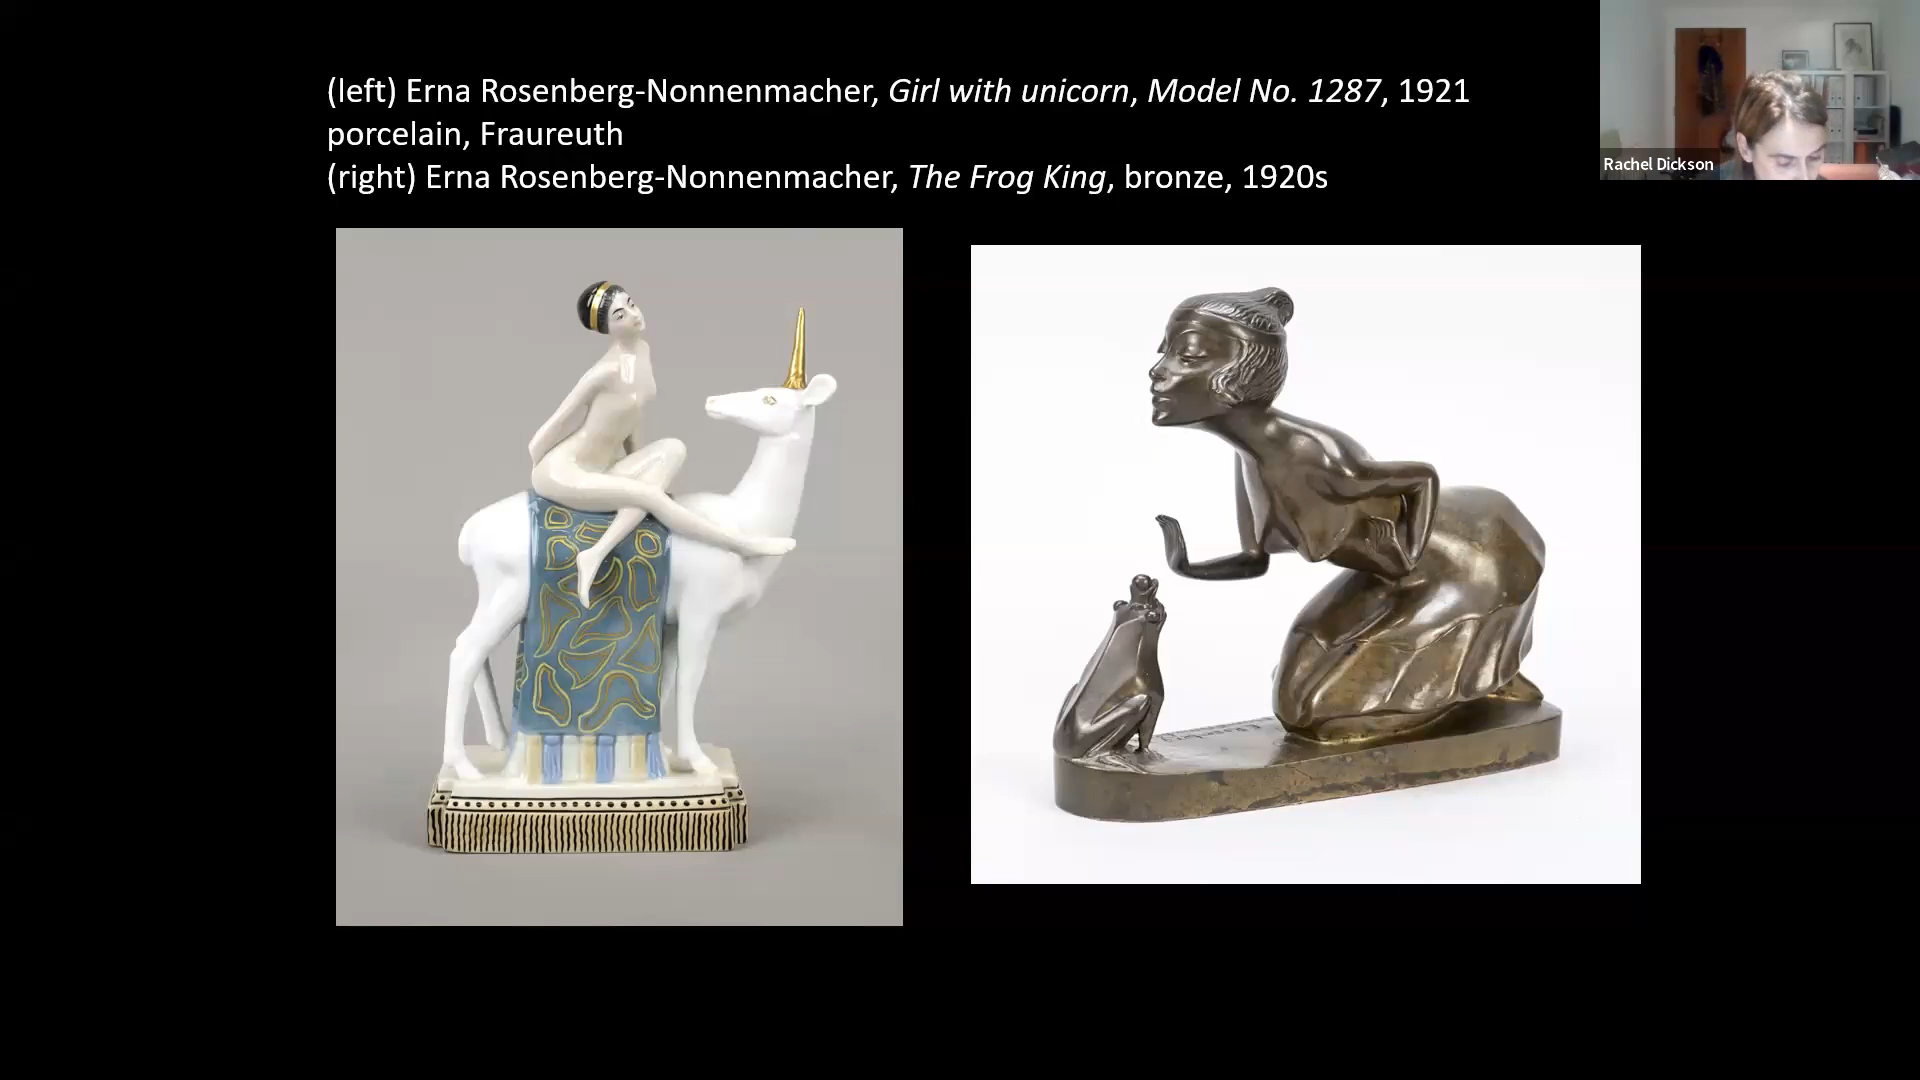 (left) Erna Rosenberg-Nonnenmacher, Girl with unicorn, Model No. 1287, 1921
porcelain, Fraureuth
(right) Erna Rosenberg-Nonnenmacher, The Frog King, bronze, 1920s
Rachel Dickson